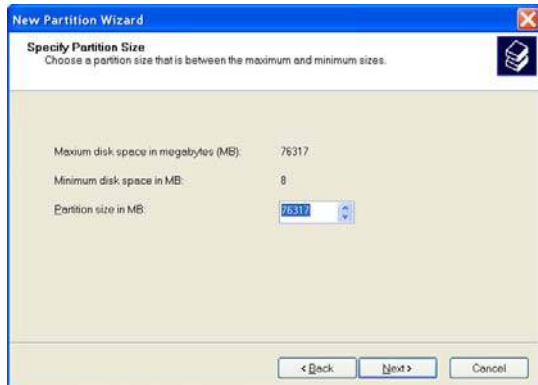 New Partition Wizard
Specify Partition Size
Choose a partition size that is between the maximum and minimum sizes.
Maxium disk space in megabytes (MB): 76317
Minimum disk space in MB: 8
Partition size in MB: 76317
< Back Next > Cancel